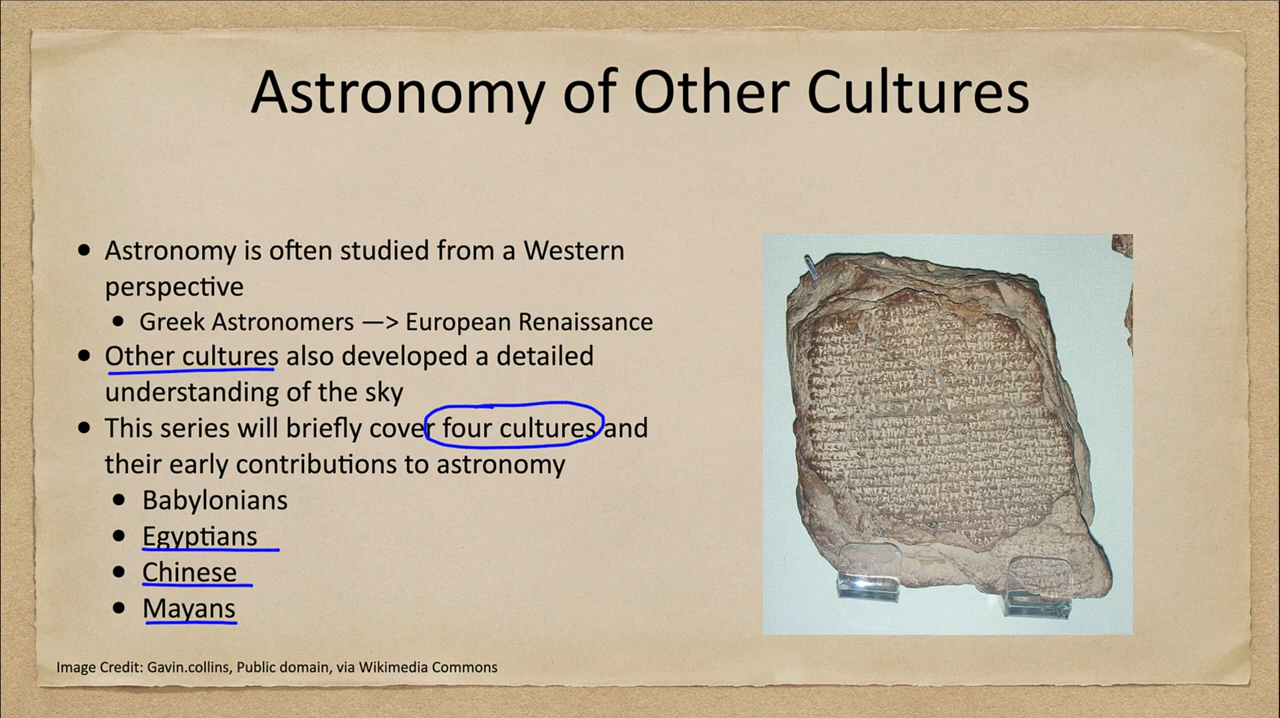 Astronomy of Other Cultures
• Astronomy is often studied from a Western
perspective
• Greek Astronomers —> European Renaissance
• Other cultures also developed a detailed
understanding of the sky
• This series will briefly cover four cultures and
their early contributions to astronomy
• Babylonians
• Egyptians
• Chinese
• Mayans
Image Credit: Gavin.collins, Public domain, via Wikimedia Commons